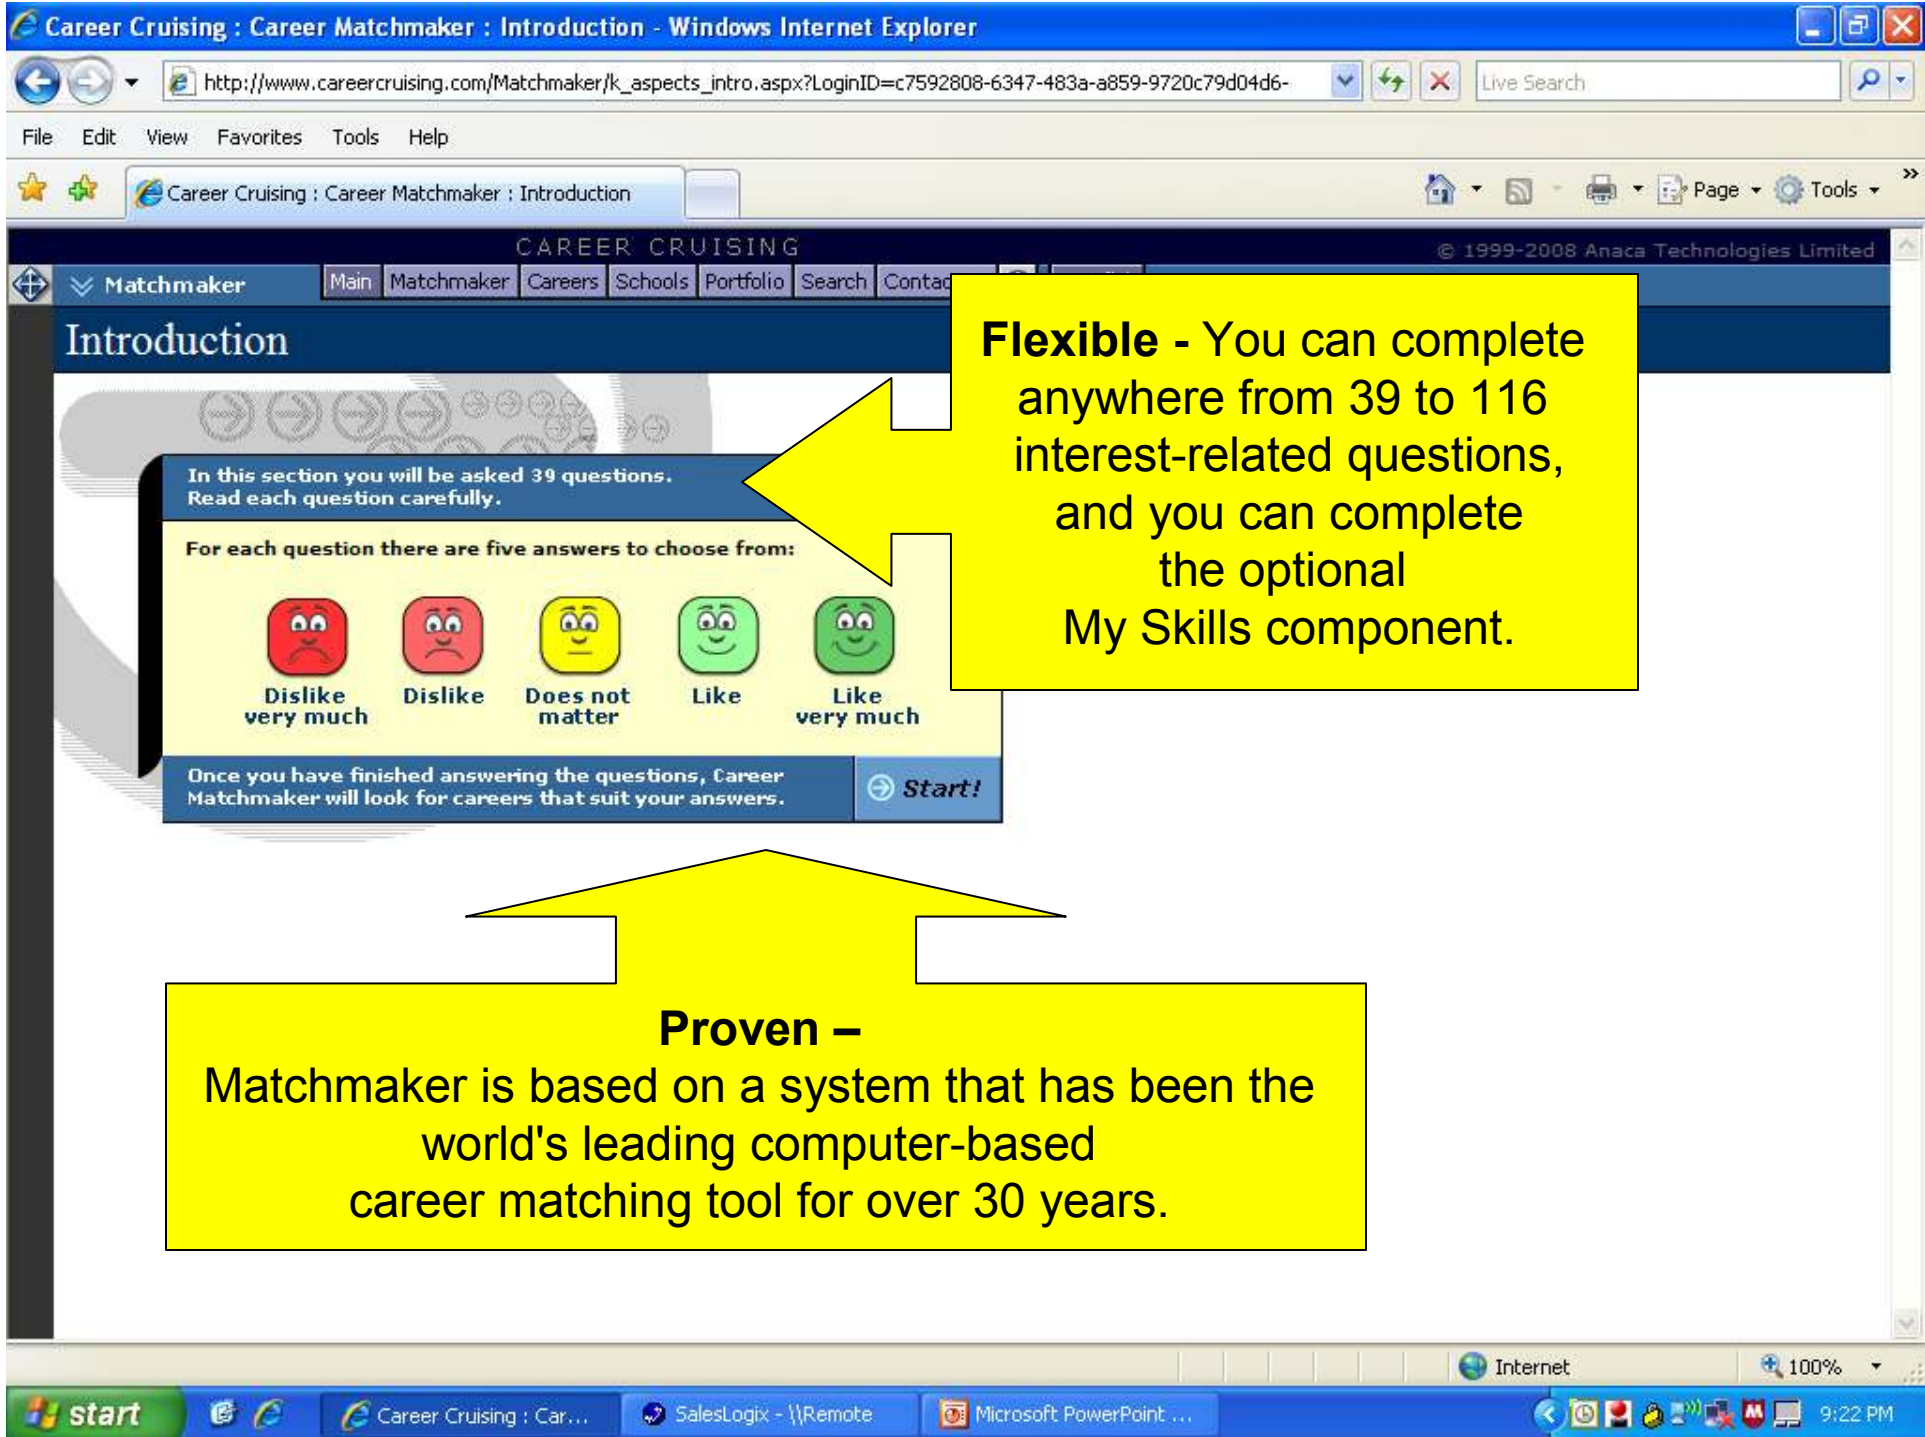 Career Cruising : Career Matchmaker : Introduction - Windows Internet Explorer
http://www.careercruising.com/Matchmaker/k_aspects_intro.aspx?LoginID=c7592808-6347-483a-a859-9720c79d04d6-
Live Search
File Edit View Favorites Tools Help
Career Cruising : Career Matchmaker : Introduction
Page Tools
CAREER CRUISING
© 1999-2008 Anaca Technologies Limited
Matchmaker
Main Matchmaker Careers Schools Portfolio Search
Introduction
Flexible - You can complete
anywhere from 39 to 116
interest-related questions,
and you can complete
the optional
My Skills component.
In this section you will be asked 39 questions.
Read each question carefully.
For each question there are five answers to choose from:
Dislike
very much
Dislike
Does not
matter
Like
Like
very much
Once you have finished answering the questions, Career
Matchmaker will look for careers that suit your answers.
Start!
Proven –
Matchmaker is based on a system that has been the
world's leading computer-based
career matching tool for over 30 years.
Internet
100%
start
Career Cruising : Car...
SalesLogix - \\Remote
Microsoft PowerPoint ...
9:22 PM